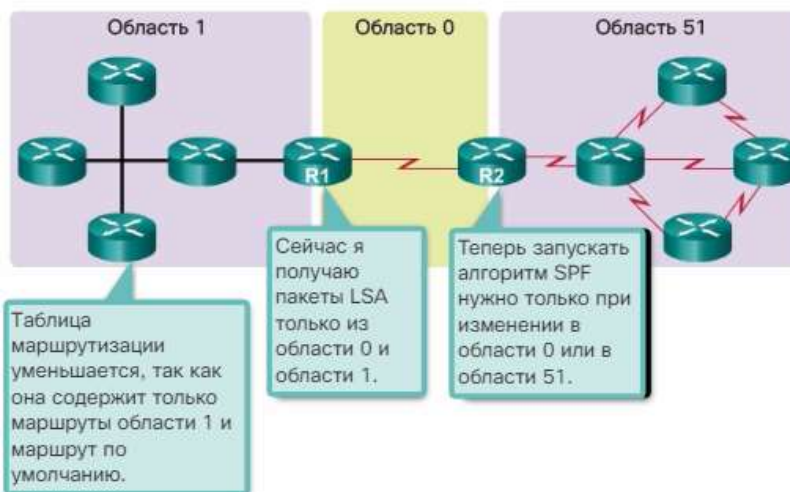 Область 1
Область 0
Область 51
R1
R2
Таблица
маршрутизации
уменьшается, так как
она содержит только
маршруты области 1 и
маршрут по
умолчанию.
Сейчас я
получаю
пакеты LSA
только из
области 0 и
области 1.
Теперь запускать
алгоритм SPF
нужно только при
изменении в
области 0 или в
области 51.